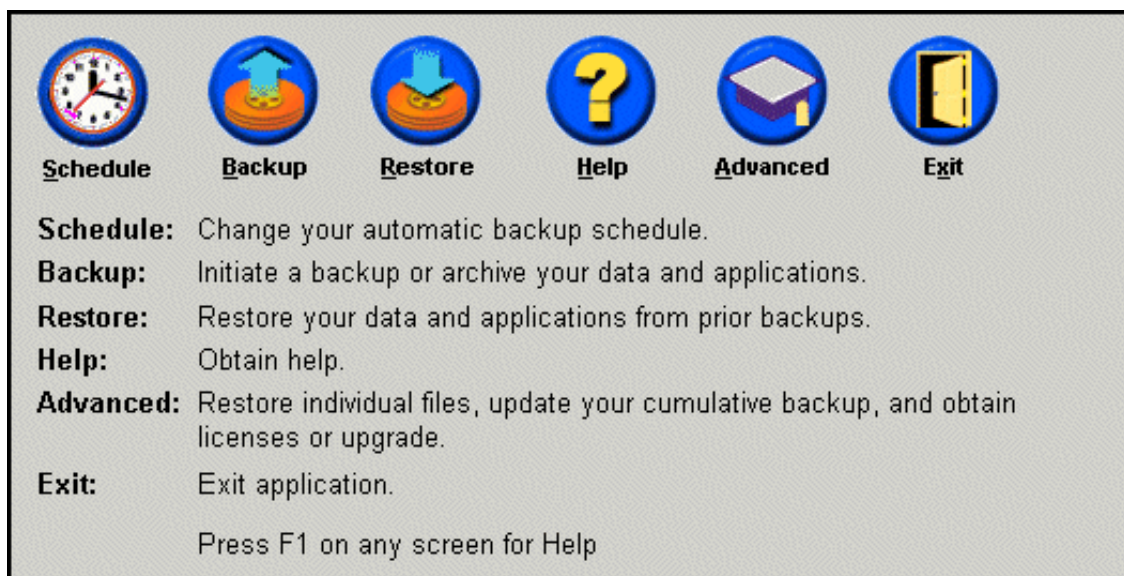 Schedule Backup Restore Help Advanced Exit
Schedule: Change your automatic backup schedule.
Backup: Initiate a backup or archive your data and applications.
Restore: Restore your data and applications from prior backups.
Help: Obtain help.
Advanced: Restore individual files, update your cumulative backup, and obtain
licenses or upgrade.
Exit: Exit application.
Press F1 on any screen for Help